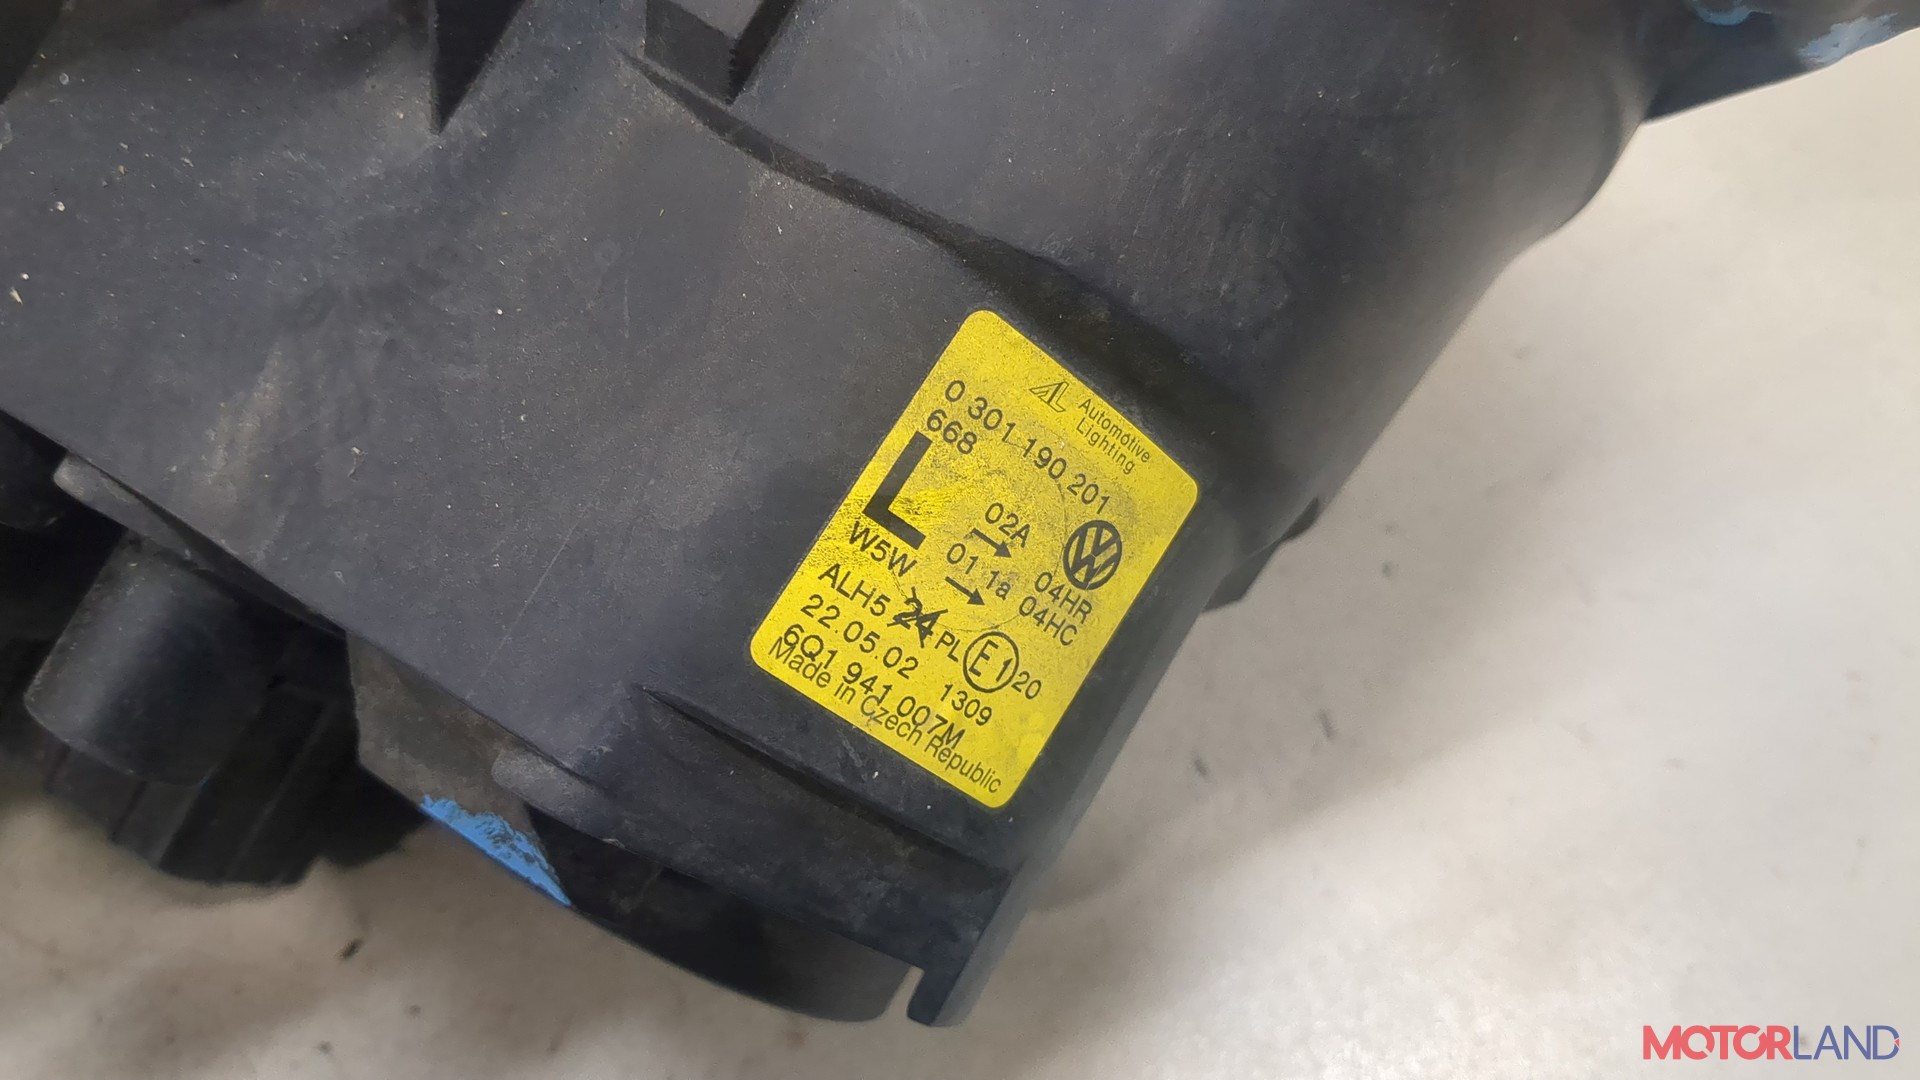 AL Automotive
Lighting
0 301 190 201
668
L
02A
01 1a
04HR
04HC
W5W
ALH5 24 PL E1 20
22.05.02 1309
6Q1 941 007M
Made in Czech Republic
MOTORLAND